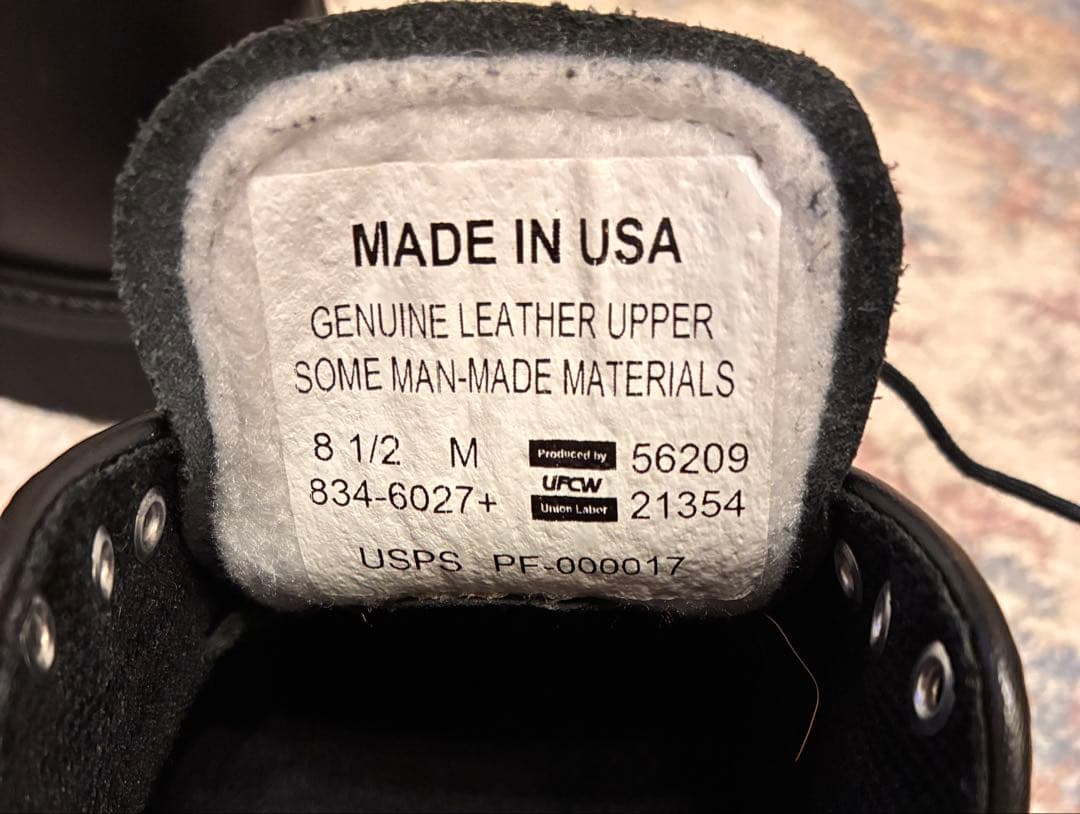 MADE IN USA
GENUINE LEATHER UPPER
SOME MAN-MADE MATERIALS
8 1/2 M Produced by 56209
UFCW
834-6027+ Union Labor 21354
USPS PF-000017